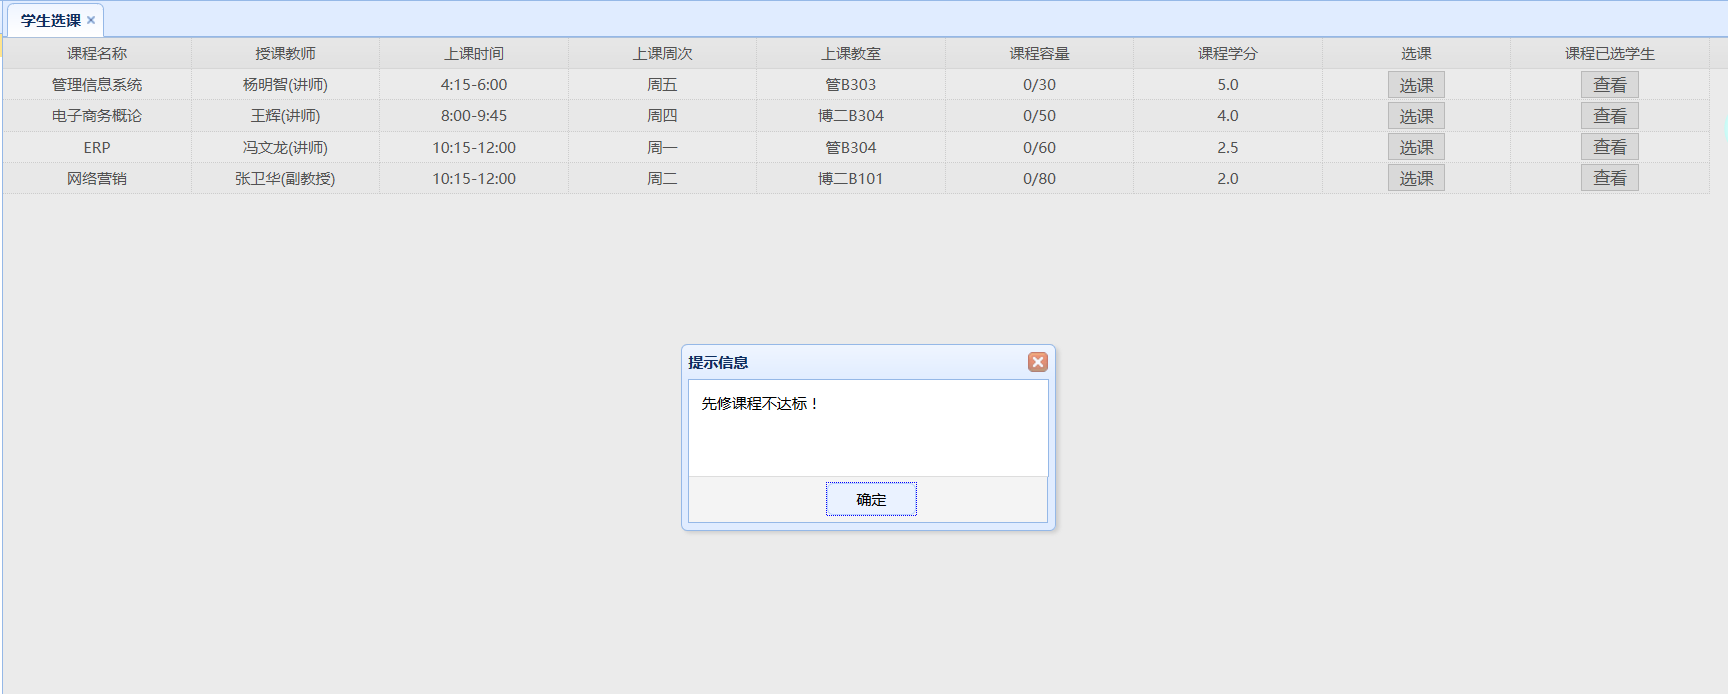 学生选课
课程名称 授课教师 上课时间 上课周次 上课教室 课程容量 课程学分 选课 课程已选学生
管理信息系统 杨明智(讲师) 4:15-6:00 周五 管B303 0/30 5.0 选课 查看
电子商务概论 王辉(讲师) 8:00-9:45 周四 博二B304 0/50 4.0 选课 查看
ERP 冯文龙(讲师) 10:15-12:00 周一 管B304 0/60 2.5 选课 查看
网络营销 张卫华(副教授) 10:15-12:00 周二 博二B101 0/80 2.0 选课 查看
提示信息
先修课程不达标！
确定